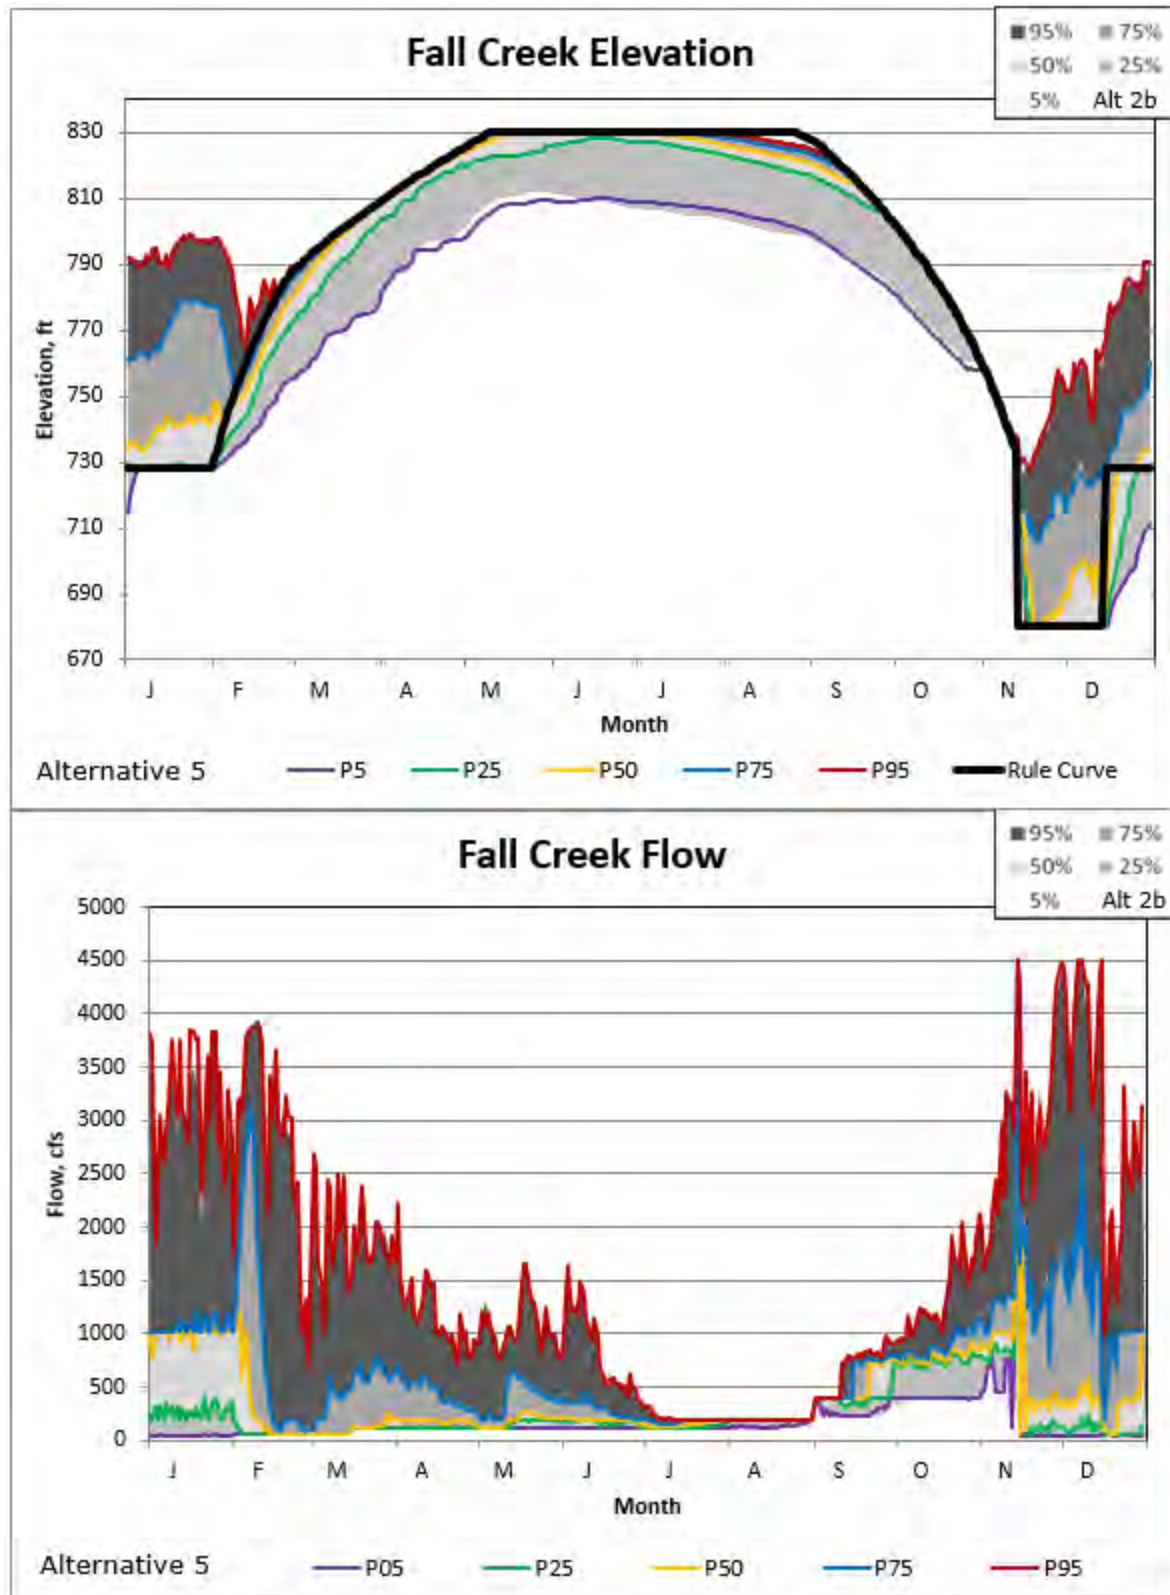 Fall Creek Elevation
■95% ■75%
50% ■25%
5% Alt 2b
830
810
790
770
750
730
710
690
670
Elevation, ft
J F M A M J J A S O N D
Month
Alternative 5 P5 P25 P50 P75 P95 Rule Curve
Fall Creek Flow
■95% ■75%
50% ■25%
5% Alt 2b
5000
4500
4000
3500
3000
2500
2000
1500
1000
500
0
Flow, cfs
J F M A M J J A S O N D
Month
Alternative 5 P05 P25 P50 P75 P95